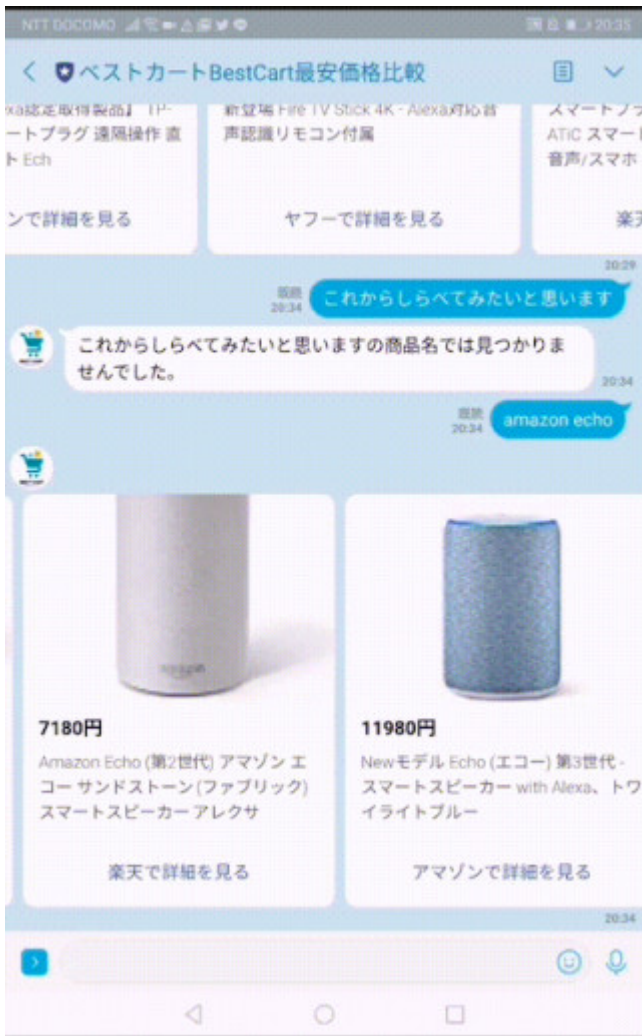 NTT DOCOMO
20:35
ベストカートBestCart最安価格比較
xa認定取得製品】 TP-
ートプラグ 遠隔操作 直
ト Ech
ンで詳細を見る
新登場 Fire TV Stick 4K - Alexa対応音
声認識リモコン付属
ヤフーで詳細を見る
スマートプラ
ATiC スマート
音声/スマホ
楽天
20:29
既読
20:34
これからしらべてみたいと思います
これからしらべてみたいと思いますの商品名では見つかりま
せんでした。
20:34
既読
20:34
amazon echo
amazon
7180円
Amazon Echo (第2世代) アマゾン エ
コー サンドストーン (ファブリック)
スマートスピーカー アレクサ
楽天で詳細を見る
11980円
Newモデル Echo (エコー) 第3世代 -
スマートスピーカー with Alexa、トワ
イライトブルー
アマゾンで詳細を見る
20:34